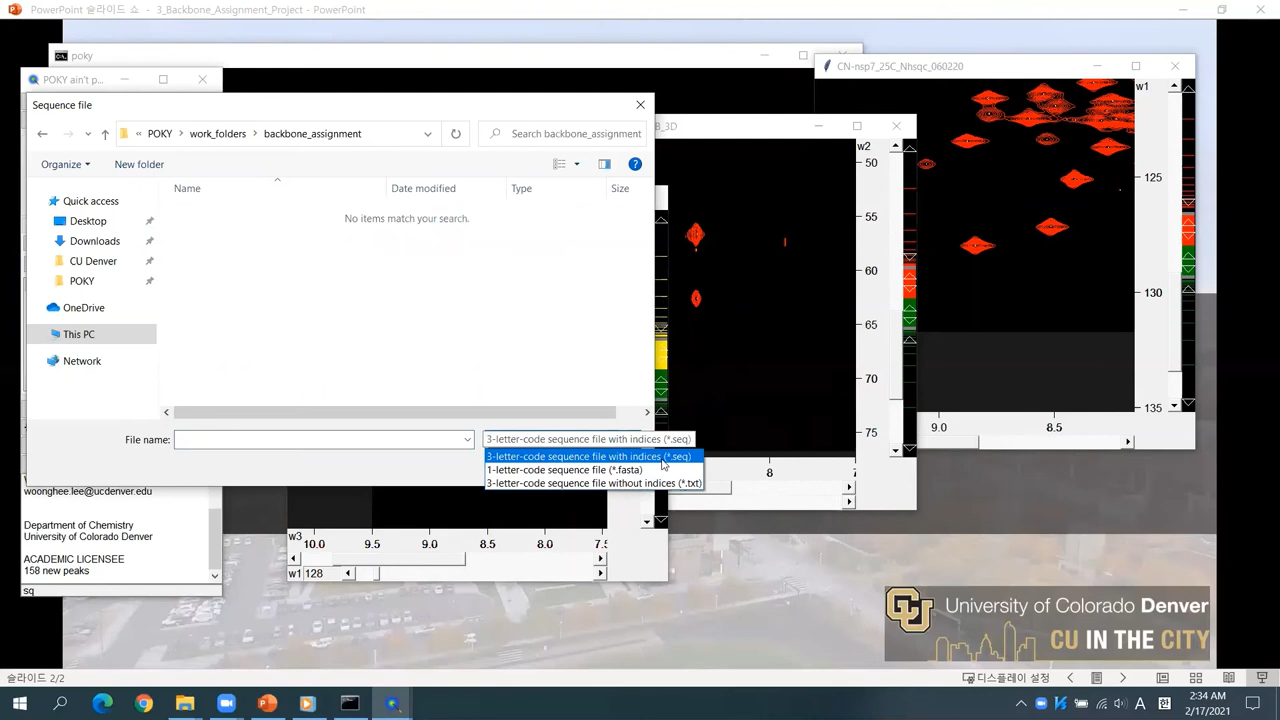 PowerPoint 슬라이드 쇼 - 3_Backbone_Assignment_Project - PowerPoint
poky
CN-nsp7_25C_Nhsqc_060220
POKY ain't p...
Sequence file
B_3D
« POKY › work_folders › backbone_assignment
Search backbone_assignment
Organize
New folder
Name
Date modified
Type
Size
No items match your search.
Quick access
Desktop
Downloads
CU Denver
POKY
OneDrive
This PC
Network
File name:
3-letter-code sequence file with indices (*.seq)
3-letter-code sequence file with indices (*.seq)
1-letter-code sequence file (*.fasta)
3-letter-code sequence file without indices (*.txt)
w2
50
55
60
65
70
75
8
w1
125
130
135
9.0
8.5
woonghee.lee@ucdenver.edu
Department of Chemistry
University of Colorado Denver
ACADEMIC LICENSEE
158 new peaks
sq
w3
10.0
9.5
9.0
8.5
8.0
7.5
w1
128
University of Colorado Denver
CU IN THE CITY
슬라이드 2/2
디스플레이 설정
A
한
2:34 AM
2/17/2021